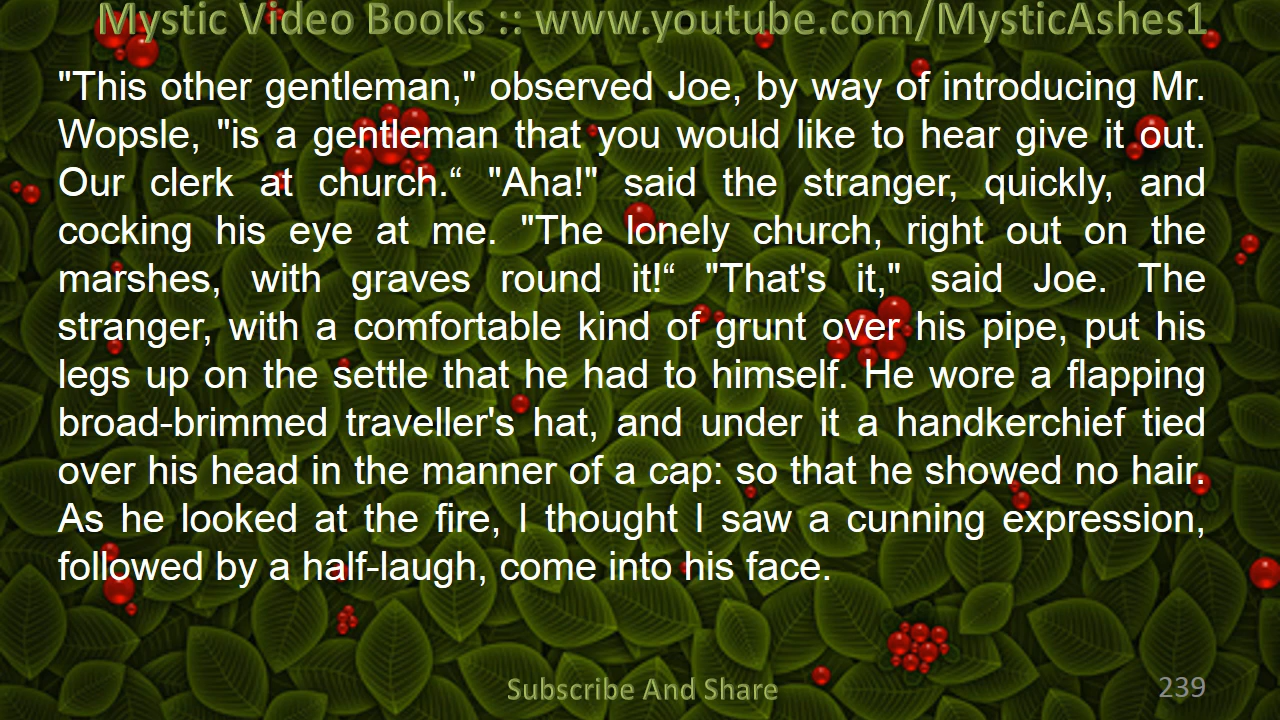 Mystic Video Books :: www.youtube.com/MysticAshes1
"This other gentleman," observed Joe, by way of introducing Mr.
Wopsle, "is a gentleman that you would like to hear give it out.
Our clerk at church.“ "Aha!" said the stranger, quickly, and
cocking his eye at me. "The lonely church, right out on the
marshes, with graves round it!“ "That's it," said Joe. The
stranger, with a comfortable kind of grunt over his pipe, put his
legs up on the settle that he had to himself. He wore a flapping
broad-brimmed traveller's hat, and under it a handkerchief tied
over his head in the manner of a cap: so that he showed no hair.
As he looked at the fire, I thought I saw a cunning expression,
followed by a half-laugh, come into his face.
Subscribe And Share
239